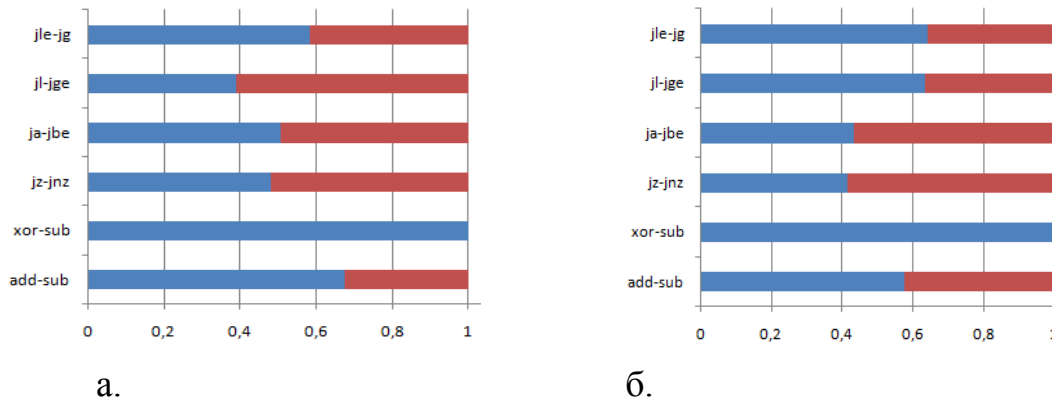 jle-jg
jl-jge
ja-jbe
jz-jnz
xor-sub
add-sub
0 0,2 0,4 0,6 0,8 1
а.
jle-jg
jl-jge
ja-jbe
jz-jnz
xor-sub
add-sub
0 0,2 0,4 0,6 0,8 1
б.